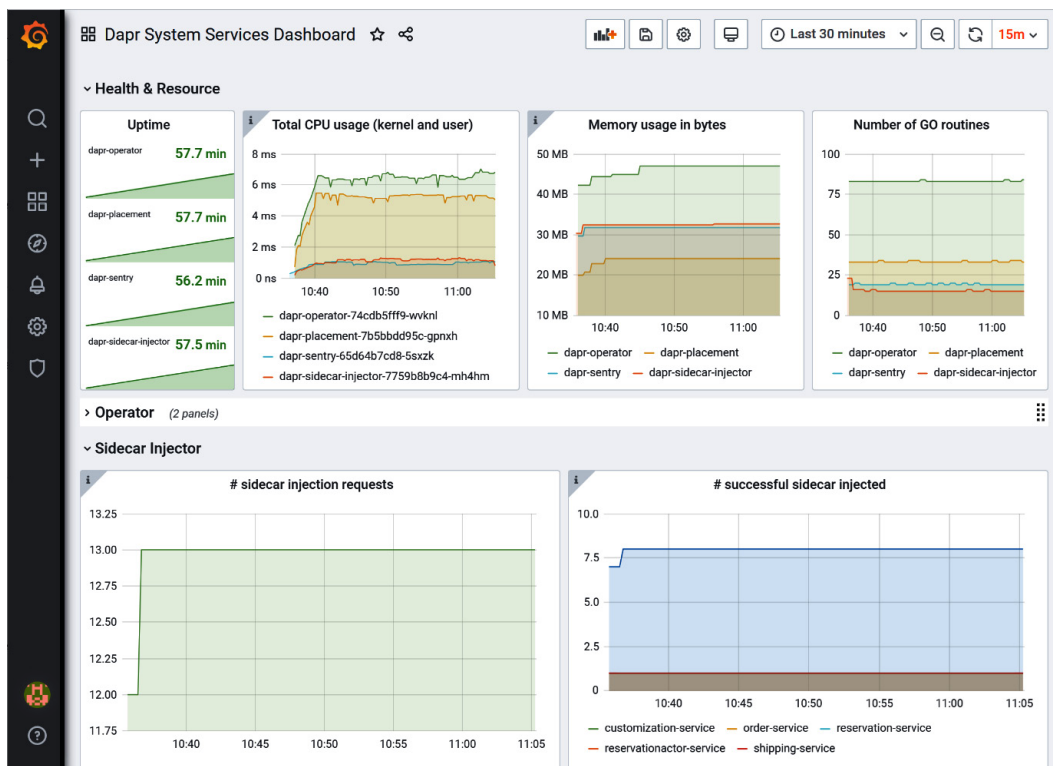 Dapr System Services Dashboard
Last 30 minutes
15m
Health & Resource
Uptime
dapr-operator 57.7 min
dapr-placement 57.7 min
dapr-sentry 56.2 min
dapr-sidecar-injector 57.5 min
i
Total CPU usage (kernel and user)
8 ms
6 ms
4 ms
2 ms
0 ns
10:40 10:50 11:00
dapr-operator-74cdb5fff9-wvknl
dapr-placement-7b5bbdd95c-gpnxh
dapr-sentry-65d64b7cd8-5sxzk
dapr-sidecar-injector-7759b8b9c4-mh4hm
i
Memory usage in bytes
50 MB
40 MB
30 MB
20 MB
10 MB
10:40 10:50 11:00
dapr-operator dapr-placement
dapr-sentry dapr-sidecar-injector
Number of GO routines
100
75
50
25
0
10:40 10:50 11:00
dapr-operator dapr-placement
dapr-sentry dapr-sidecar-injector
Operator (2 panels)
Sidecar Injector
i
# sidecar injection requests
13.25
13.00
12.75
12.50
12.25
12.00
11.75
10:40 10:45 10:50 10:55 11:00 11:05
i
# successful sidecar injected
10.0
7.5
5.0
2.5
0
10:40 10:45 10:50 10:55 11:00 11:05
customization-service order-service reservation-service
reservationactor-service shipping-service
?